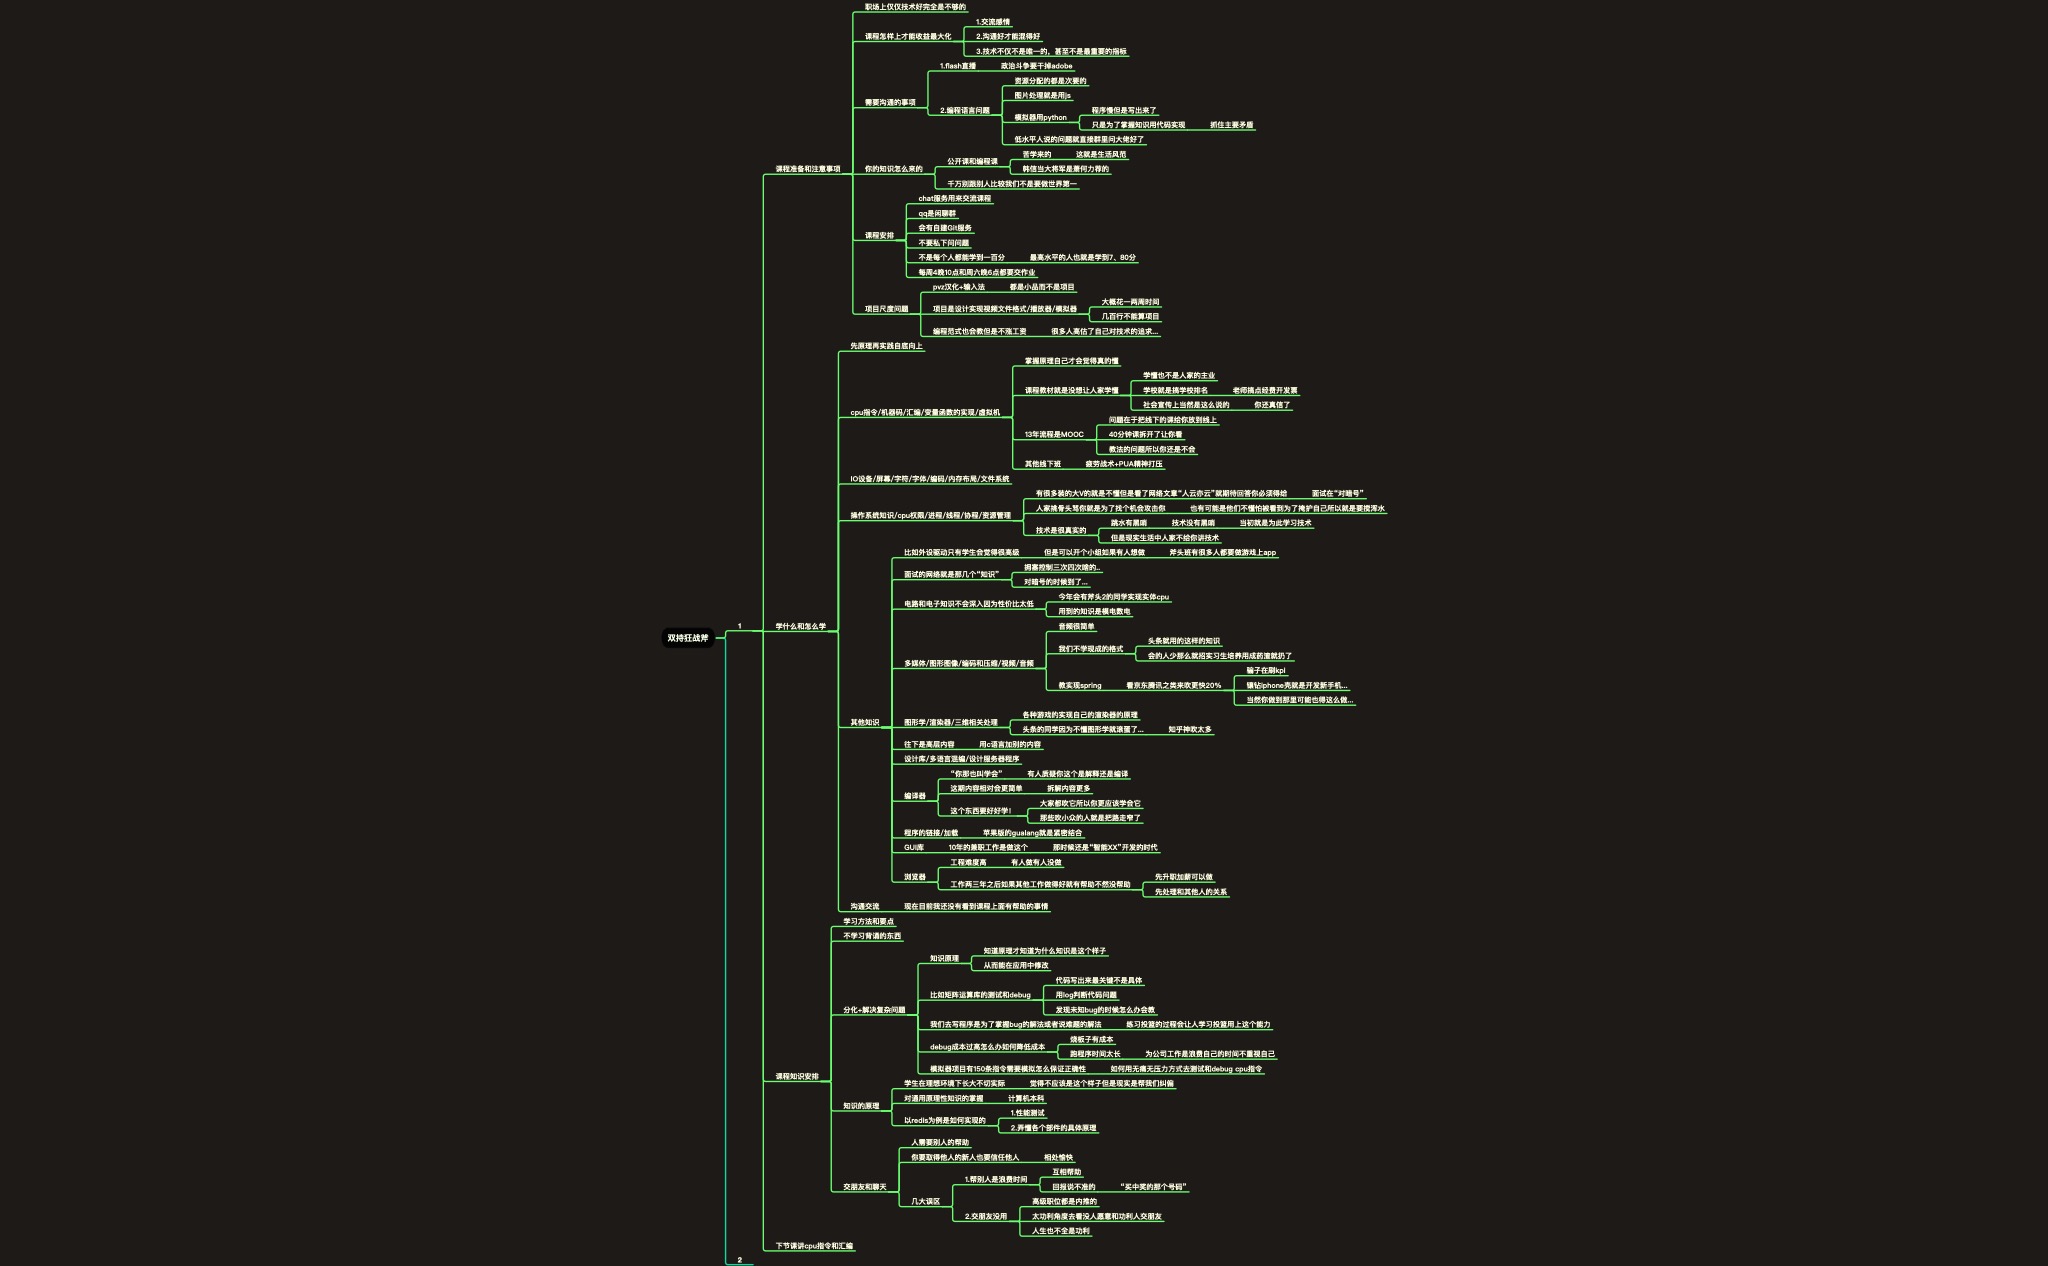 双持狂战斧
1
课程准备和注意事项
职场上仅仅技术好完全是不够的
课程怎样上才能收益最大化
1.交流感情
2.沟通好才能混得好
3.技术不仅不是唯一的，甚至不是最重要的指标
需要沟通的事项
1.flash直播
政治斗争要干掉adobe
2.编程语言问题
资源分配的都是次要的
图片处理就是用js
模拟器用python
程序慢但是写出来了
只是为了掌握知识用代码实现
抓住主要矛盾
低水平人说的问题就直接群里问大佬好了
你的知识怎么来的
公开课和编程课
苦学来的
这就是生活风范
韩信当大将军是萧何力荐的
千万别跟别人比较我们不是要做世界第一
课程安排
chat服务用来交流课程
qq是闲聊群
会有自建Git服务
不要私下问问题
不是每个人都能学到一百分
最高水平的人也就是学到7、80分
每周4晚10点和周六晚6点都要交作业
项目尺度问题
pvz汉化+输入法
都是小品而不是项目
项目是设计实现视频文件格式/播放器/模拟器
大概花一两周时间
几百行不能算项目
编程范式也会教但是不涨工资
很多人高估了自己对技术的追求...
学什么和怎么学
先原理再实践自底向上
cpu指令/机器码/汇编/变量函数的实现/虚拟机
掌握原理自己才会觉得真的懂
课程教材就是没想让人家学懂
学懂也不是人家的主业
学校就是搞学校排名
老师搞点经费开发票
社会宣传上当然是这么说的
你还真信了
13年流程是MOOC
问题在于把线下的课给你放到线上
40分钟课拆开了让你看
教法的问题所以你还是不会
其他线下班
疲劳战术+PUA精神打压
IO设备/屏幕/字符/字体/编码/内存布局/文件系统
操作系统知识/cpu权限/进程/线程/协程/资源管理
有很多装的大V的就是不懂但是看了网络文章“人云亦云”就期待回答你必须得给
面试在“对暗号”
人家挑骨头骂你就是为了找个机会攻击你
也有可能是他们不懂怕被看到为了掩护自己所以就是要搅浑水
技术是很真实的
跳水有黑哨
技术没有黑哨
当初就是为此学习技术
但是现实生活中人家不给你讲技术
其他知识
比如外设驱动只有学生会觉得很高级
但是可以开个小组如果有人想做
斧头班有很多人都要做游戏上app
面试的网络就是那几个“知识”
拥塞控制三次四次啥的..
对暗号的时候到了...
电路和电子知识不会深入因为性价比太低
今年会有斧头2的同学实现实体cpu
用到的知识是模电数电
多媒体/图形图像/编码和压缩/视频/音频
音频很简单
我们不学现成的格式
头条就用的这样的知识
会的人少那么就招实习生培养用成药渣就扔了
教实现spring
看京东腾讯之类来吹更快20%
骗子在刷kpi
镶钻iphone壳就是开发新手机...
当然你做到那里可能也得这么做...
图形学/渲染器/三维相关处理
各种游戏的实现自己的渲染器的原理
头条的同学因为不懂图形学就滚蛋了...
知乎神吹太多
往下是高层内容
用c语言加别的内容
设计库/多语言混编/设计服务器程序
编译器
“你那也叫学会”
有人质疑你这个是解释还是编译
这期内容相对会更简单
拆解内容更多
这个东西要好好学！
大家都吹它所以你更应该学会它
那些吹小众的人就是把路走窄了
程序的链接/加载
苹果版的gualang就是紧密结合
GUI库
10年的兼职工作是做这个
那时候还是“智能XX”开发的时代
浏览器
工程难度高
有人做有人没做
工作两三年之后如果其他工作做得好就有帮助不然没帮助
先升职加薪可以做
先处理和其他人的关系
沟通交流
现在目前我还没有看到课程上面有帮助的事情
课程知识安排
学习方法和要点
不学习背诵的东西
分化+解决复杂问题
知识原理
知道原理才知道为什么知识是这个样子
从而能在应用中修改
比如矩阵运算库的测试和debug
代码写出来最关键不是具体
用log判断代码问题
发现未知bug的时候怎么办会教
我们去写程序是为了掌握bug的解法或者说难题的解法
练习投篮的过程会让人学习投篮用上这个能力
debug成本过高怎么办如何降低成本
烧板子有成本
跑程序时间太长
为公司工作是浪费自己的时间不重视自己
模拟器项目有150条指令需要模拟怎么保证正确性
如何用无痛无压力方式去测试和debug cpu指令
知识的原理
学生在理想环境下长大不切实际
觉得不应该是这个样子但是现实是帮我们纠偏
对通用原理性知识的掌握
计算机本科
以redis为例是如何实现的
1.性能测试
2.弄懂各个部件的具体原理
交朋友和聊天
人需要别人的帮助
你要取得他人的新人也要信任他人
相处愉快
几大误区
1.帮别人是浪费时间
互相帮助
回报说不准的
“买中奖的那个号码”
2.交朋友没用
高级职位都是内推的
太功利角度去看没人愿意和功利人交朋友
人生也不全是功利
下节课讲cpu指令和汇编
2